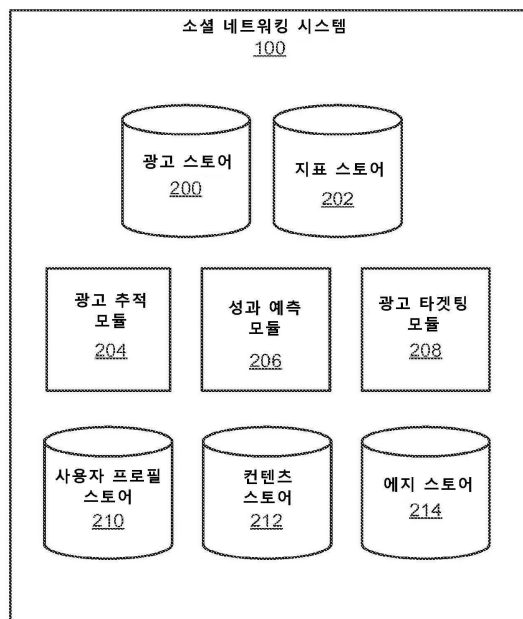 소셜 네트워킹 시스템
100
광고 스토어
200
지표 스토어
202
광고 추적
모듈
204
성과 예측
모듈
206
광고 타겟팅
모듈
208
사용자 프로필
스토어
210
컨텐츠
스토어
212
에지 스토어
214